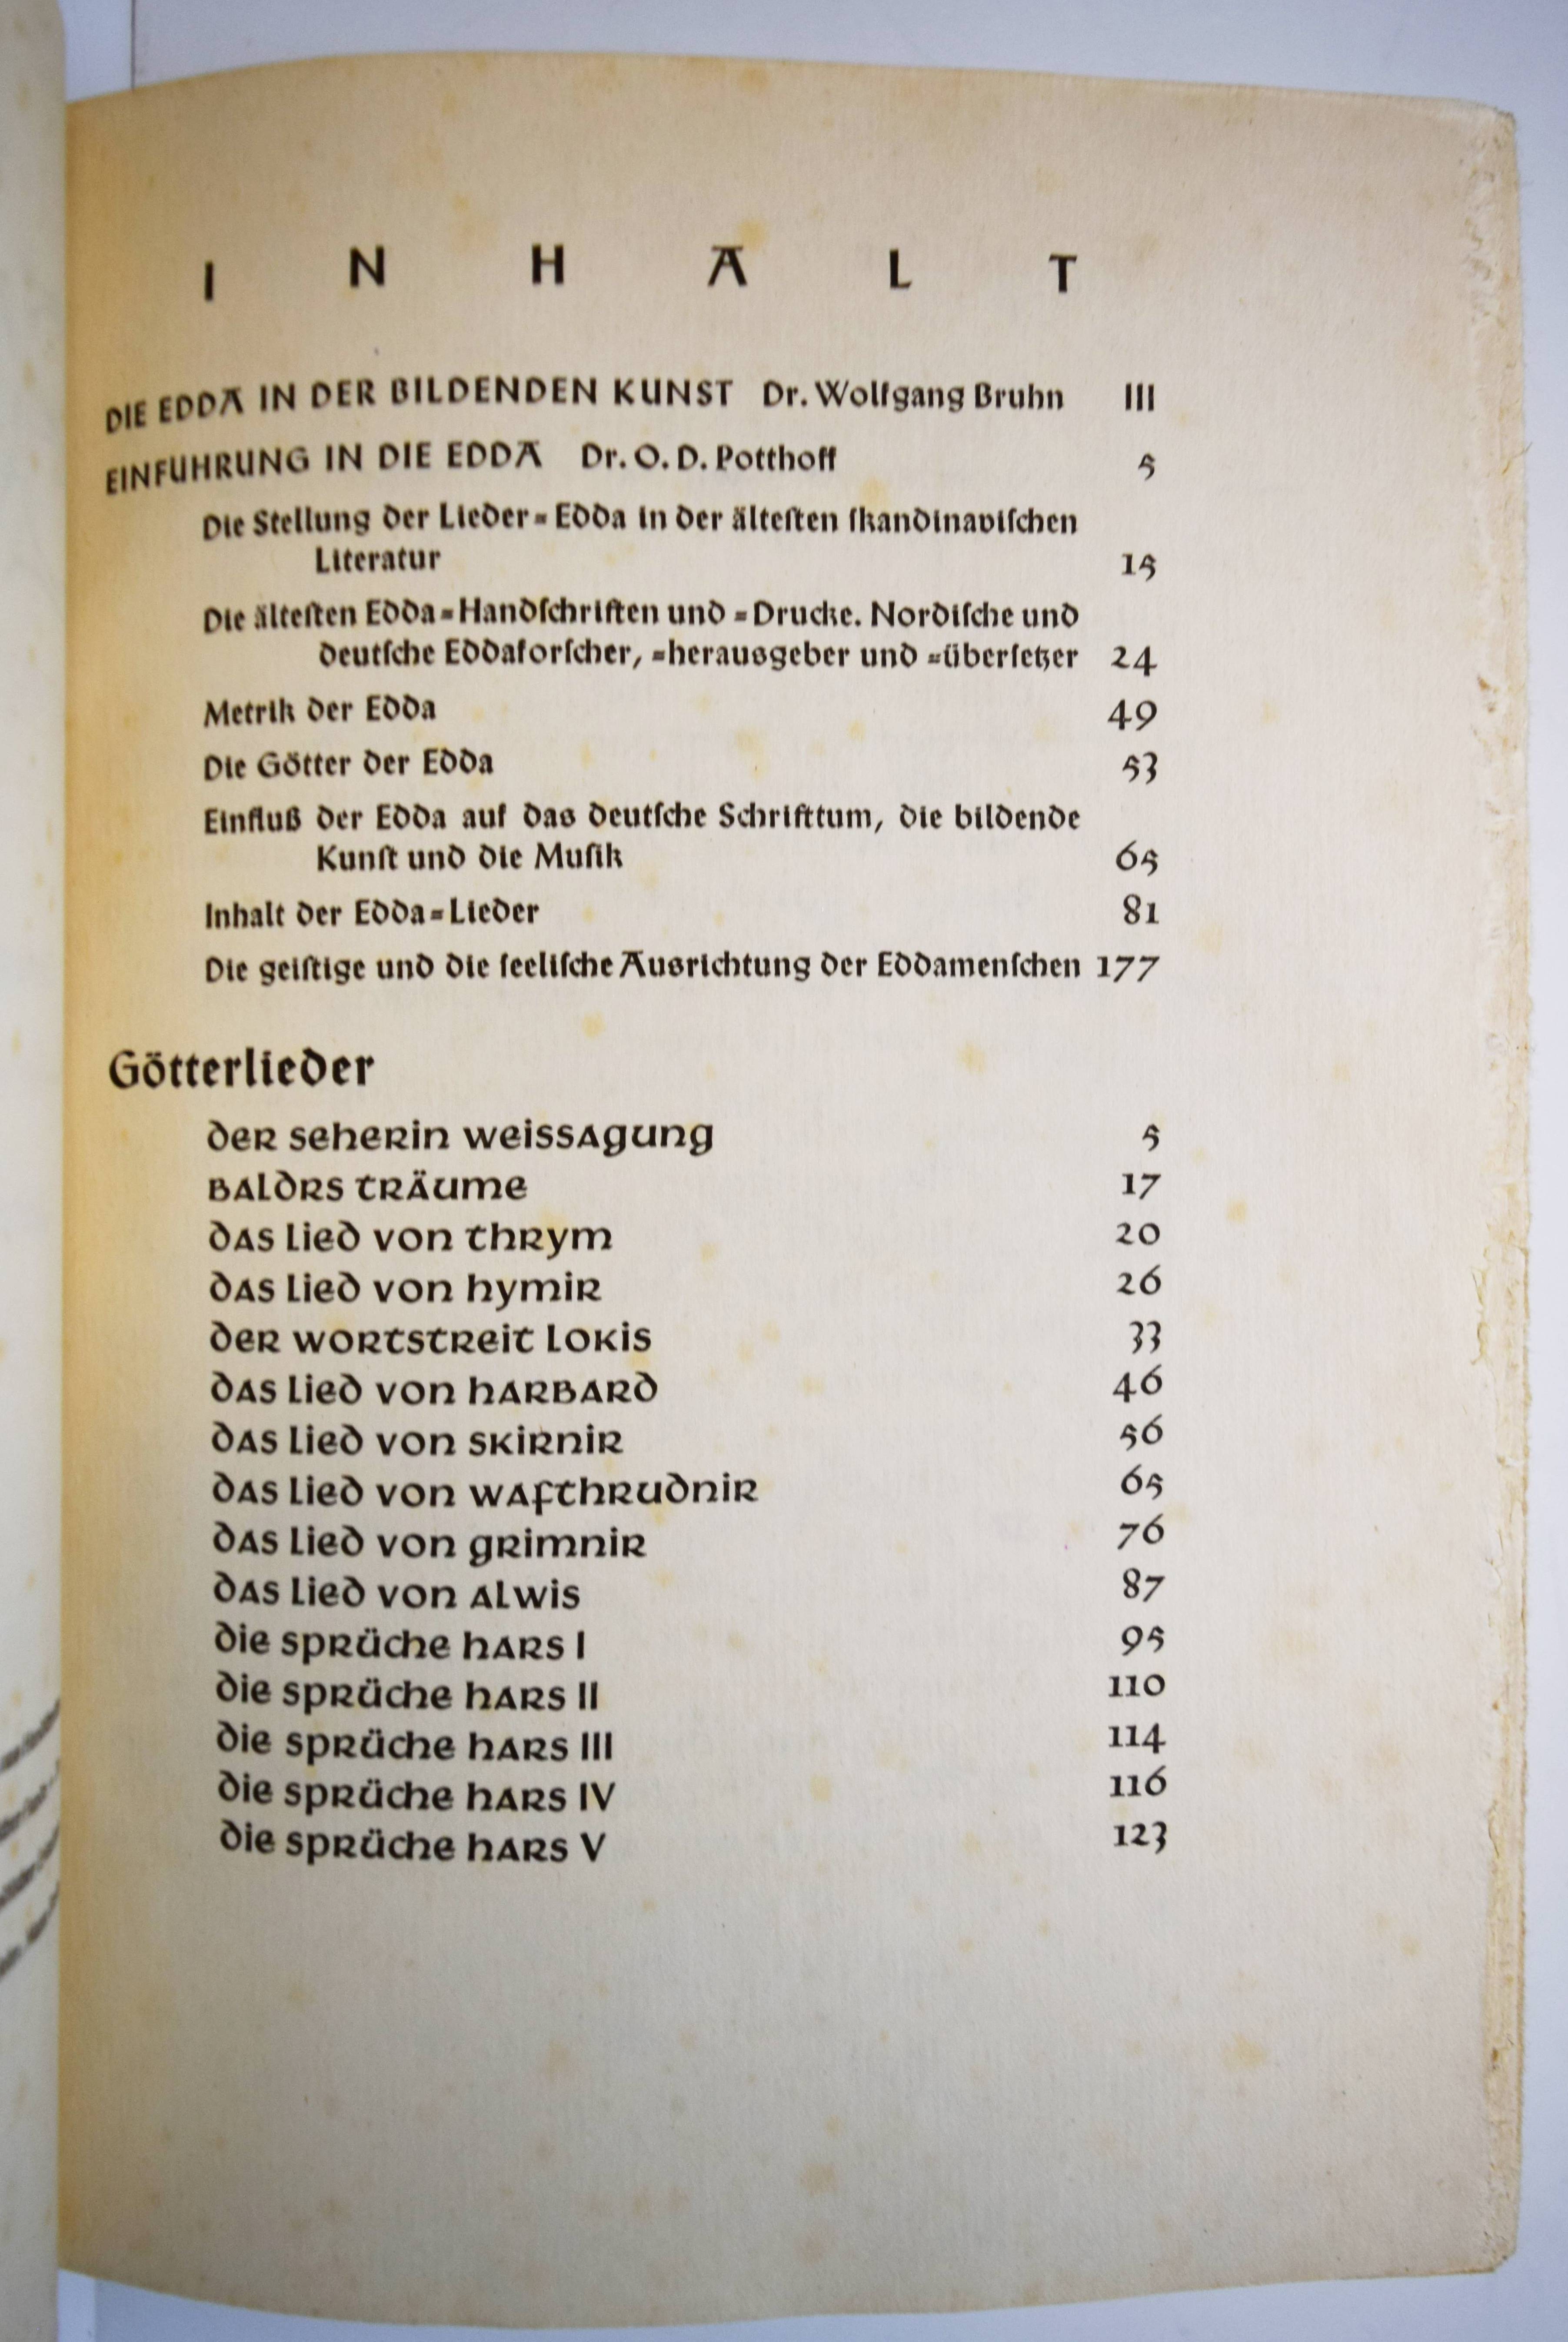 INHALT
DIE EDDA IN DER BILDENDEN KUNST Dr. Wolfgang Bruhn III
EINFUHRUNG IN DIE EDDA Dr. O. D. Potthoff 5
Die Stellung der Lieder=Edda in der älteſten ſkandinaviſchen
Literatur 15
Die älteſten Edda=Handſchriften und =Drucke. Nordiſche und
deutſche Eddaforſcher, =herausgeber und =überſetzer 24
Metrik der Edda 49
Die Götter der Edda 53
Einfluß der Edda auf das deutſche Schrifttum, die bildende
Kunſt und die Muſik 65
Inhalt der Edda=Lieder 81
Die geiſtige und die ſeeliſche Ausrichtung der Eddamenſchen 177
Götterlieder
der seherin weissagung 5
baldrs träume 17
das lied von thrym 20
das lied von hymir 26
der wortstreit lokis 33
das lied von harbard 46
das lied von skirnir 56
das lied von wafthrudnir 65
das lied von grimnir 76
das lied von alwis 87
die sprüche hars I 95
die sprüche hars II 110
die sprüche hars III 114
die sprüche hars IV 116
die sprüche hars V 123